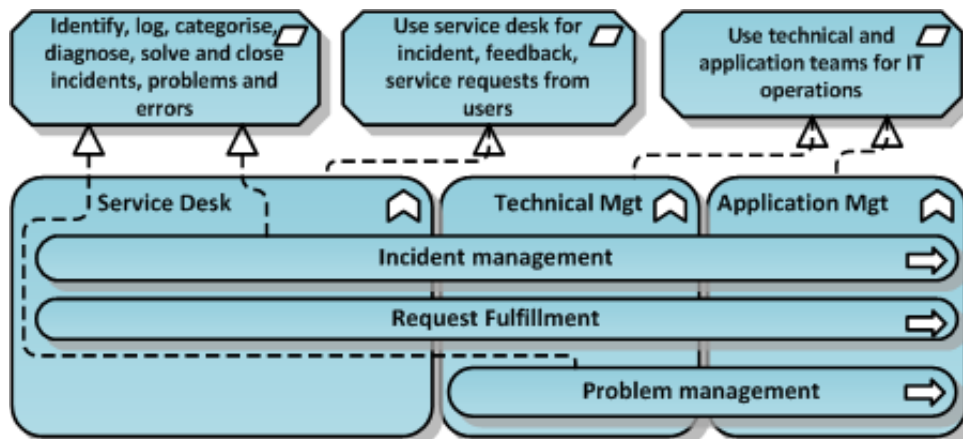 Identify, log, categorise,
diagnose, solve and close
incidents, problems and
errors
Use service desk for
incident, feedback,
service requests from
users
Use technical and
application teams for IT
operations
Service Desk
Technical Mgt
Application Mgt
Incident management
Request Fulfillment
Problem management